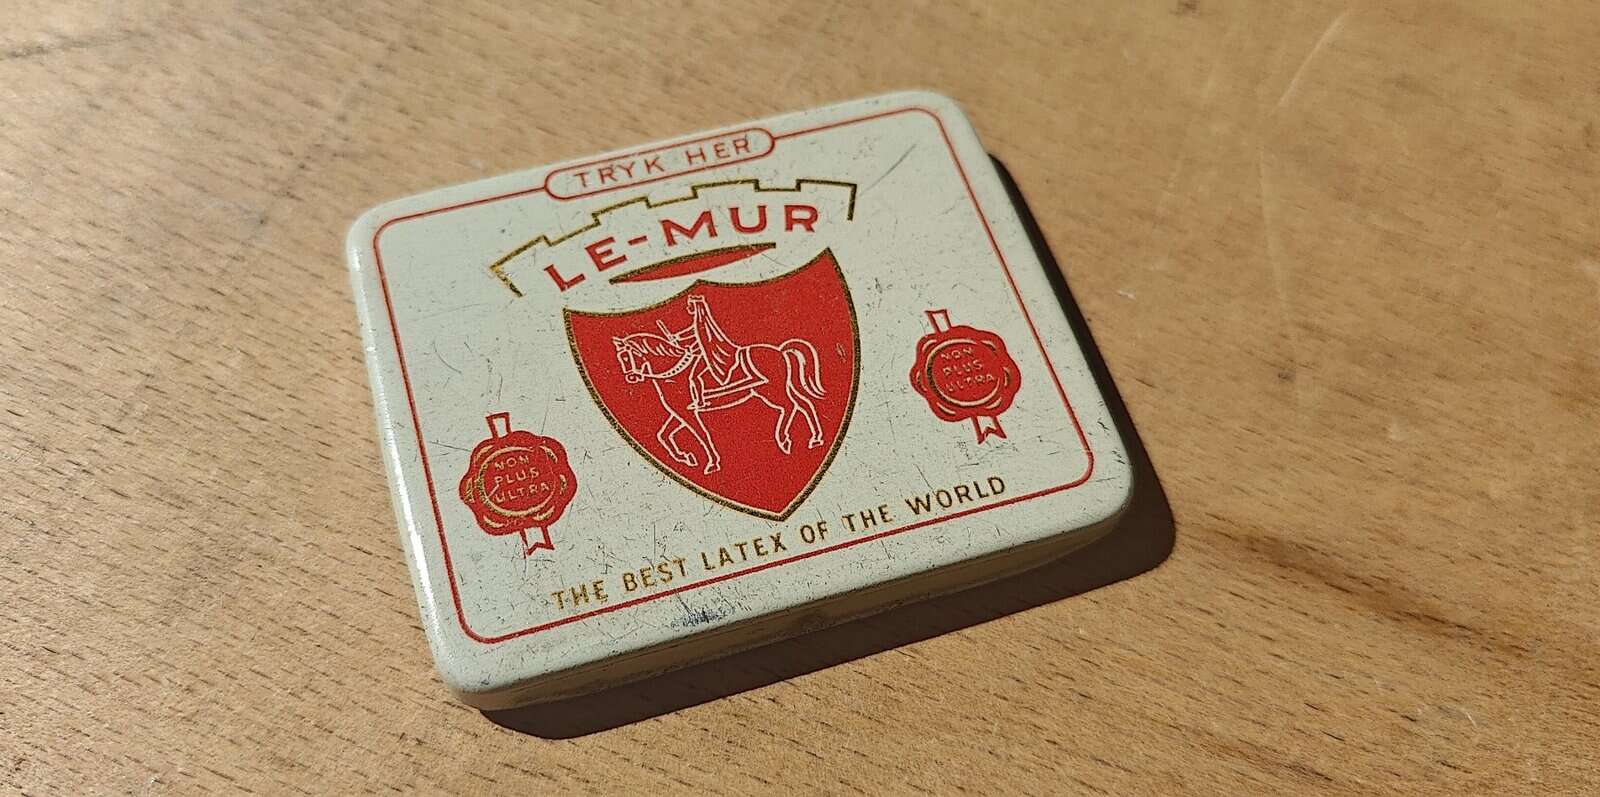 TRYK HER
LE-MUR
NON
PLUS
ULTRA
NON
PLUS
ULTRA
THE BEST LATEX OF THE WORLD